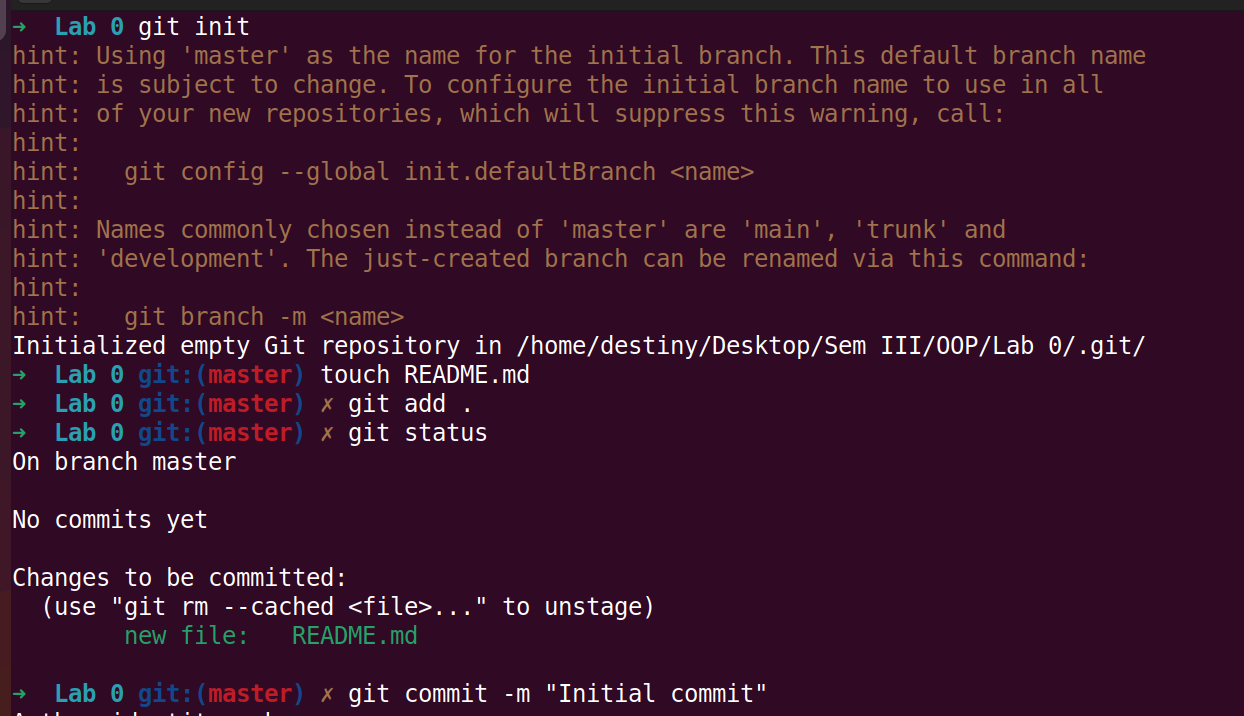 ➜  Lab 0 git init
hint: Using 'master' as the name for the initial branch. This default branch name
hint: is subject to change. To configure the initial branch name to use in all
hint: of your new repositories, which will suppress this warning, call:
hint:
hint:   git config --global init.defaultBranch <name>
hint:
hint: Names commonly chosen instead of 'master' are 'main', 'trunk' and
hint: 'development'. The just-created branch can be renamed via this command:
hint:
hint:   git branch -m <name>
Initialized empty Git repository in /home/destiny/Desktop/Sem III/OOP/Lab 0/.git/
➜  Lab 0 git:(master) touch README.md
➜  Lab 0 git:(master) ✗ git add .
➜  Lab 0 git:(master) ✗ git status
On branch master

No commits yet

Changes to be committed:
  (use "git rm --cached <file>..." to unstage)
        new file:   README.md

➜  Lab 0 git:(master) ✗ git commit -m "Initial commit"